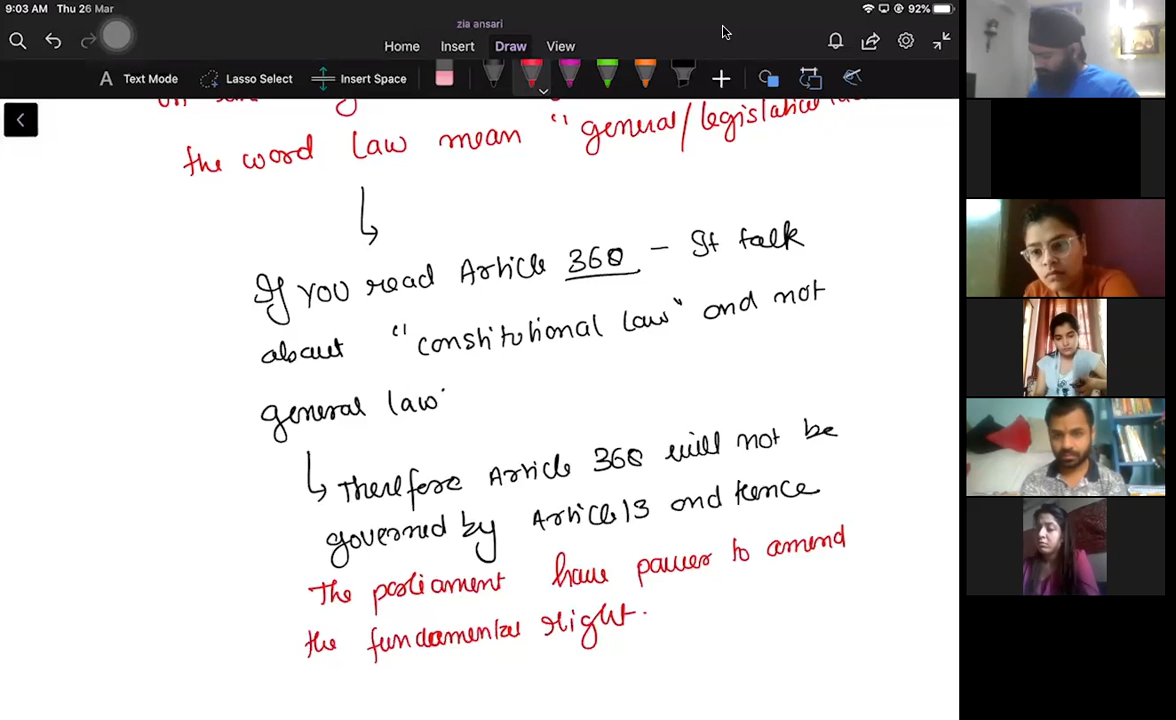 9:03 AM Thu 26 Mar
92%
zia ansari
Home Insert Draw View
Text Mode Lasso Select Insert Space
the word law mean "general/legislative
If you read Article 368 - It talk
about "constitutional law" and not
general law
Therefore Article 368 will not be
governed by Article 13 and Hence
The parliament have power to amend
the fundamental right.